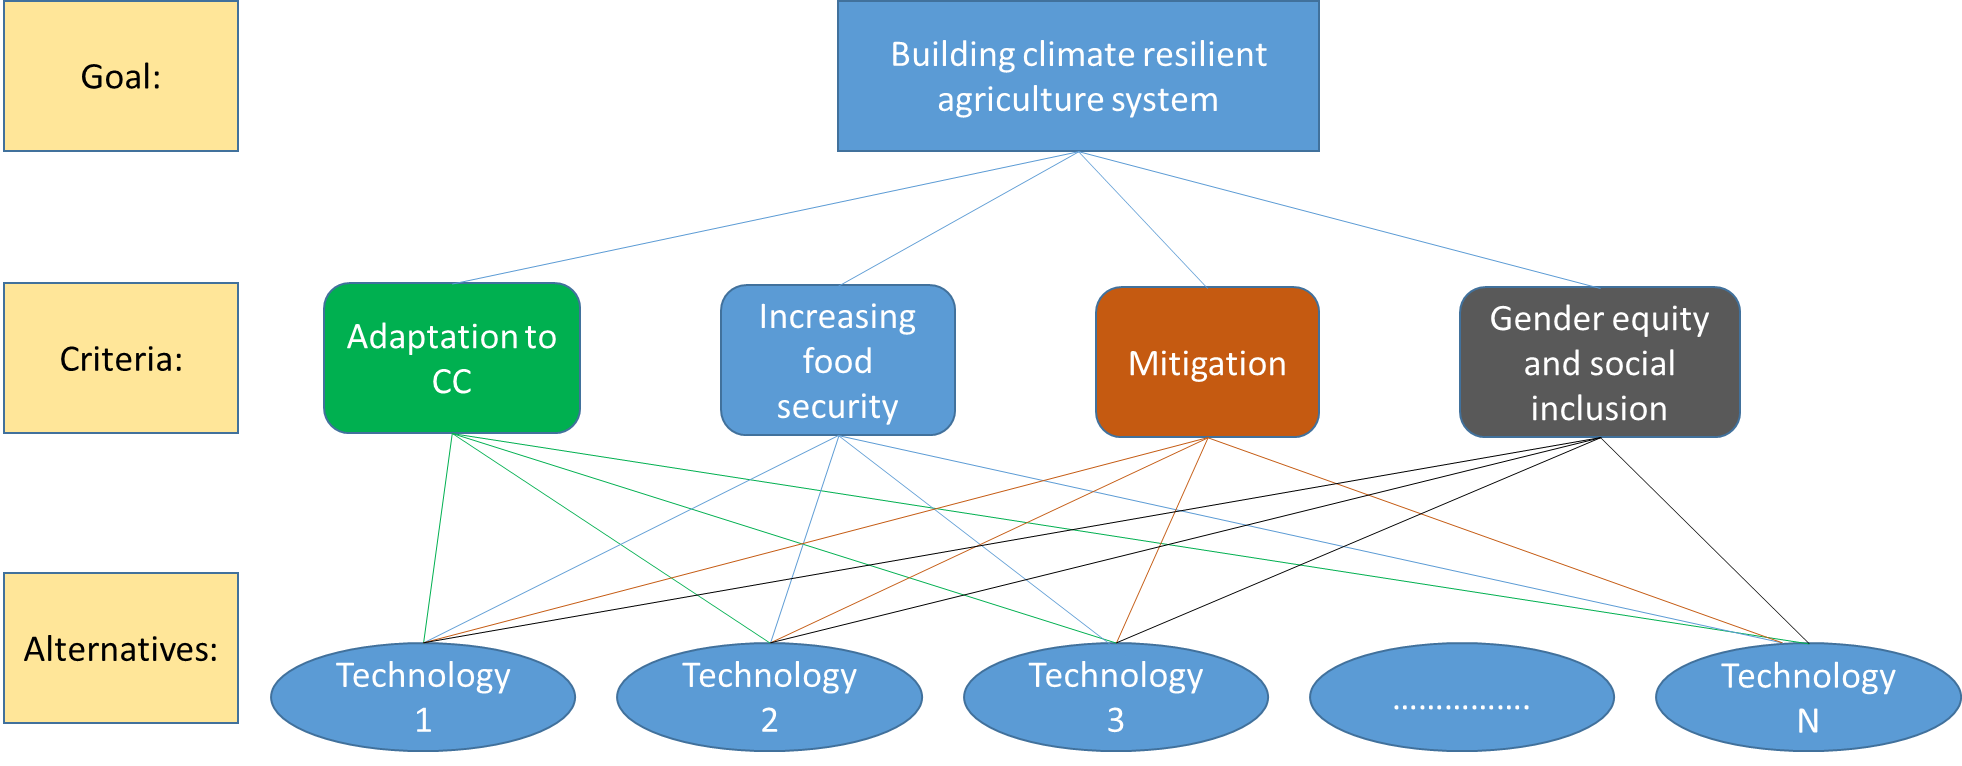 Goal:
Building climate resilient
agriculture system
Criteria:
Adaptation to
CC
Increasing
food
security
Mitigation
Gender equity
and social
inclusion
Alternatives:
Technology
1
Technology
2
Technology
3
................
Technology
N